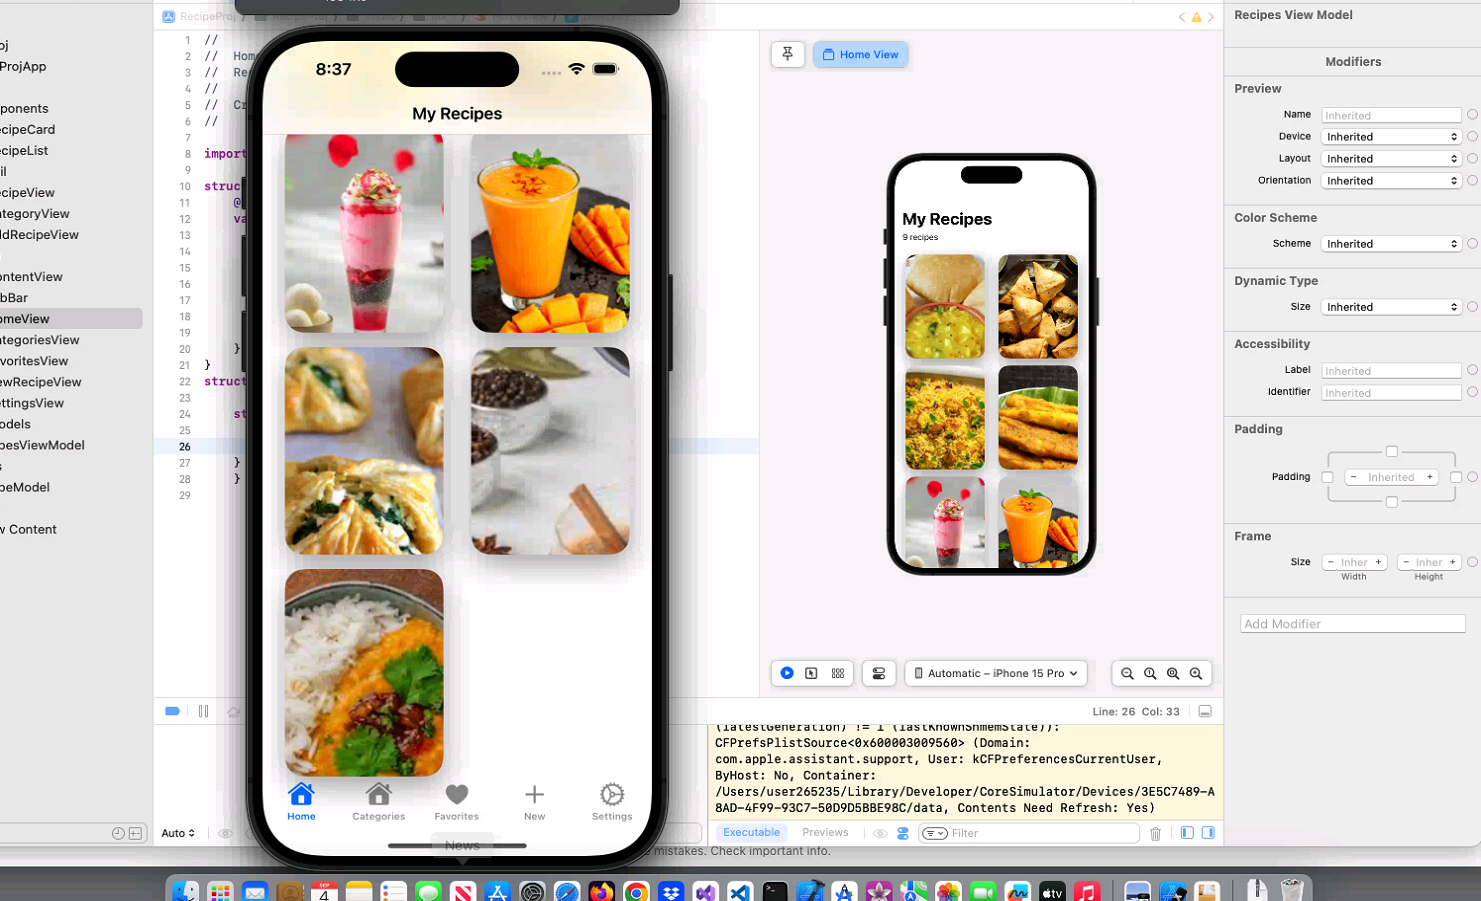 RecipeProj
oj
ProjApp
ponents
ecipeCard
ecipeList
il
ecipeView
ategoryView
ddRecipeView
ontentView
bBar
omeView
ategoriesView
avoritesView
ewRecipeView
ettingsView
odels
pesViewModel
s
peModel
w Content
1 //
2 // Hom
3 // Re
4 //
5 // Cr
6 //
7
8 import
9
10 struc
11 @
12 va
13
14
15
16
17
18
19
20 }
21 }
22 struc
23
24 st
25
26
27 }
28 }
29
8:37
My Recipes
Home
Categories
Favorites
New
Settings
News
Home View
My Recipes
9 recipes
Automatic – iPhone 15 Pro
Line: 26 Col: 33
(latestGeneration) != 1 (lastKnownShmemState)):
CFPrefsPlistSource<0x600003009560> (Domain:
com.apple.assistant.support, User: kCFPreferencesCurrentUser,
ByHost: No, Container:
/Users/user265235/Library/Developer/CoreSimulator/Devices/3E5C7489-A
8AD-4F99-93C7-50D9D5BBE98C/data, Contents Need Refresh: Yes)
Auto
Executable
Previews
Filter
e mistakes. Check important info.
Recipes View Model
Modifiers
Preview
Name Inherited
Device Inherited
Layout Inherited
Orientation Inherited
Color Scheme
Scheme Inherited
Dynamic Type
Size Inherited
Accessibility
Label Inherited
Identifier Inherited
Padding
Padding − Inherited +
Frame
Size − Inher + − Inher +
Width Height
Add Modifier
SEP
4
tv